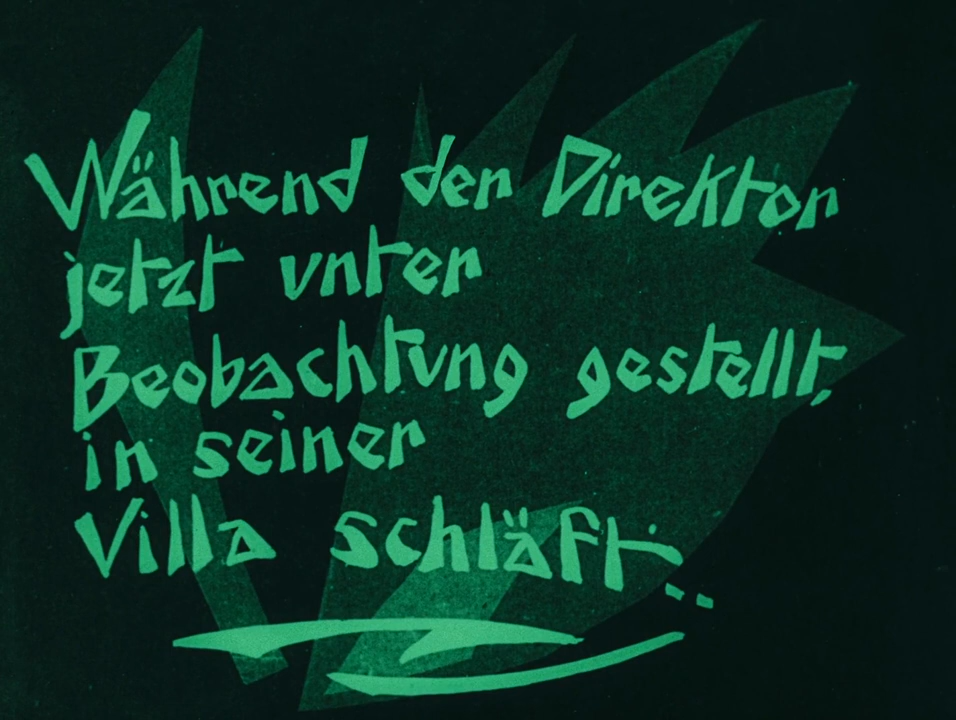 Während der Direktor
jetzt unter
Beobachtung gestellt,
in seiner
Villa schläft...